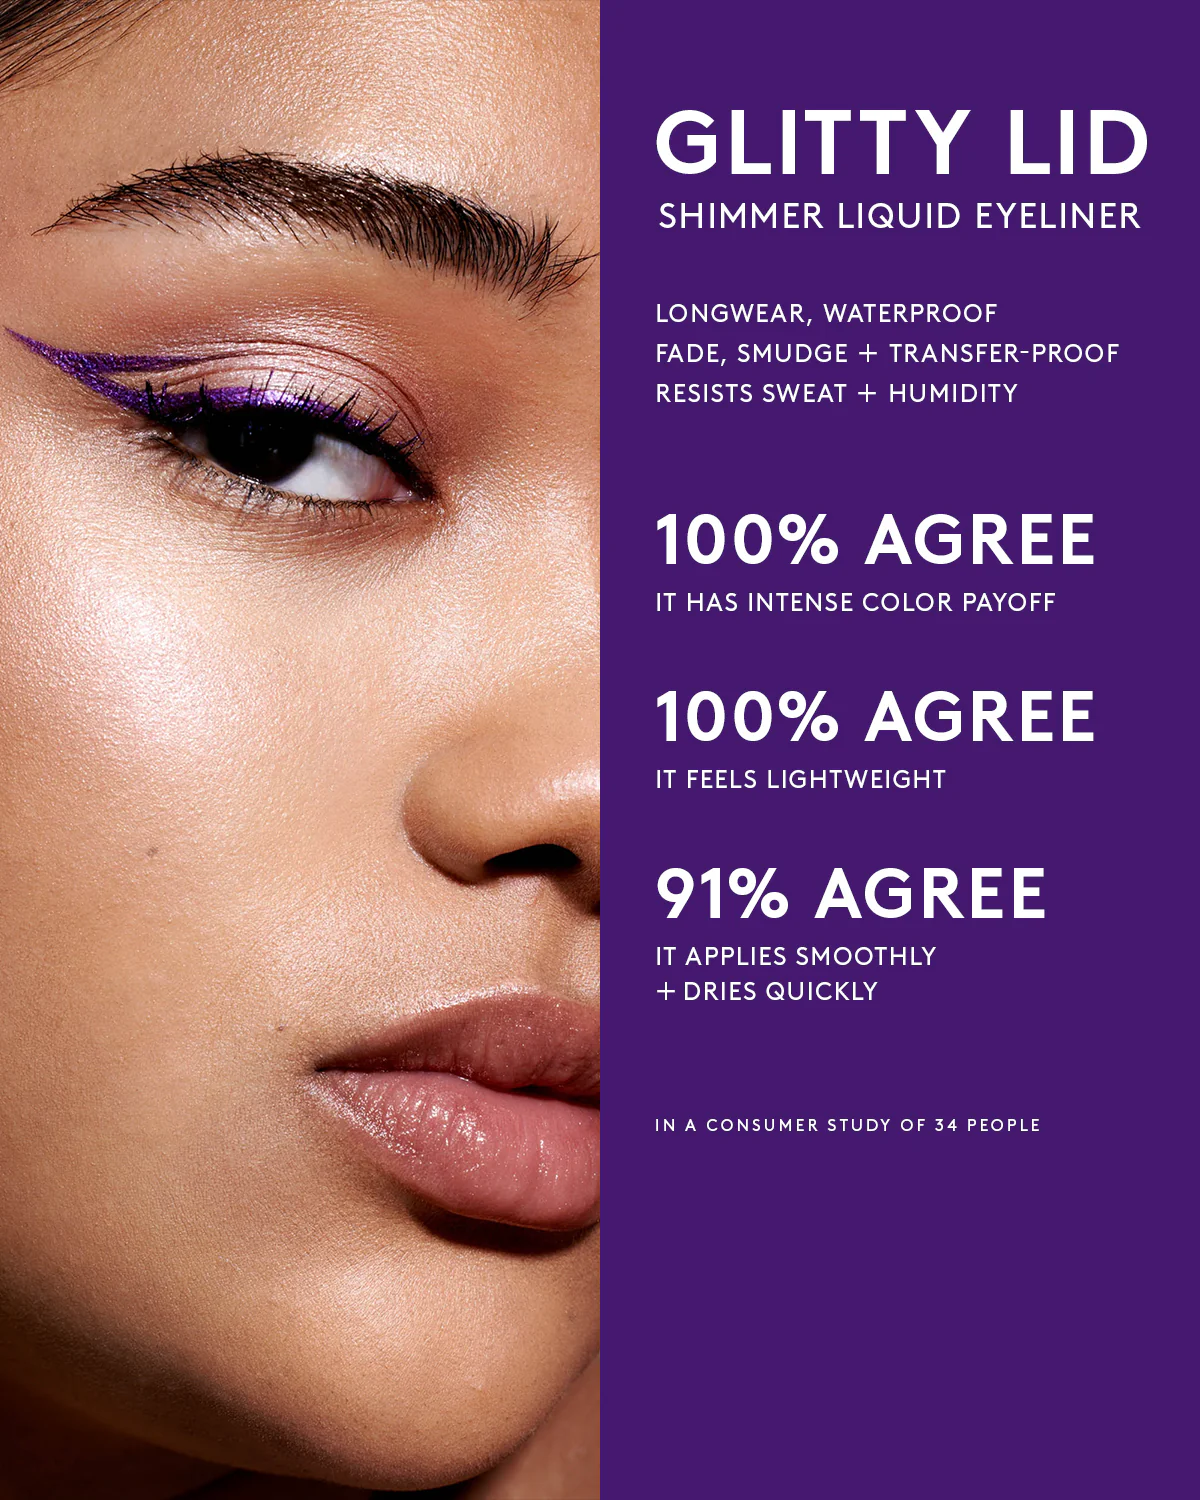 GLITTY LID
SHIMMER LIQUID EYELINER
LONGWEAR, WATERPROOF
FADE, SMUDGE + TRANSFER-PROOF
RESISTS SWEAT + HUMIDITY
100% AGREE
IT HAS INTENSE COLOR PAYOFF
100% AGREE
IT FEELS LIGHTWEIGHT
91% AGREE
IT APPLIES SMOOTHLY
+ DRIES QUICKLY
IN A CONSUMER STUDY OF 34 PEOPLE